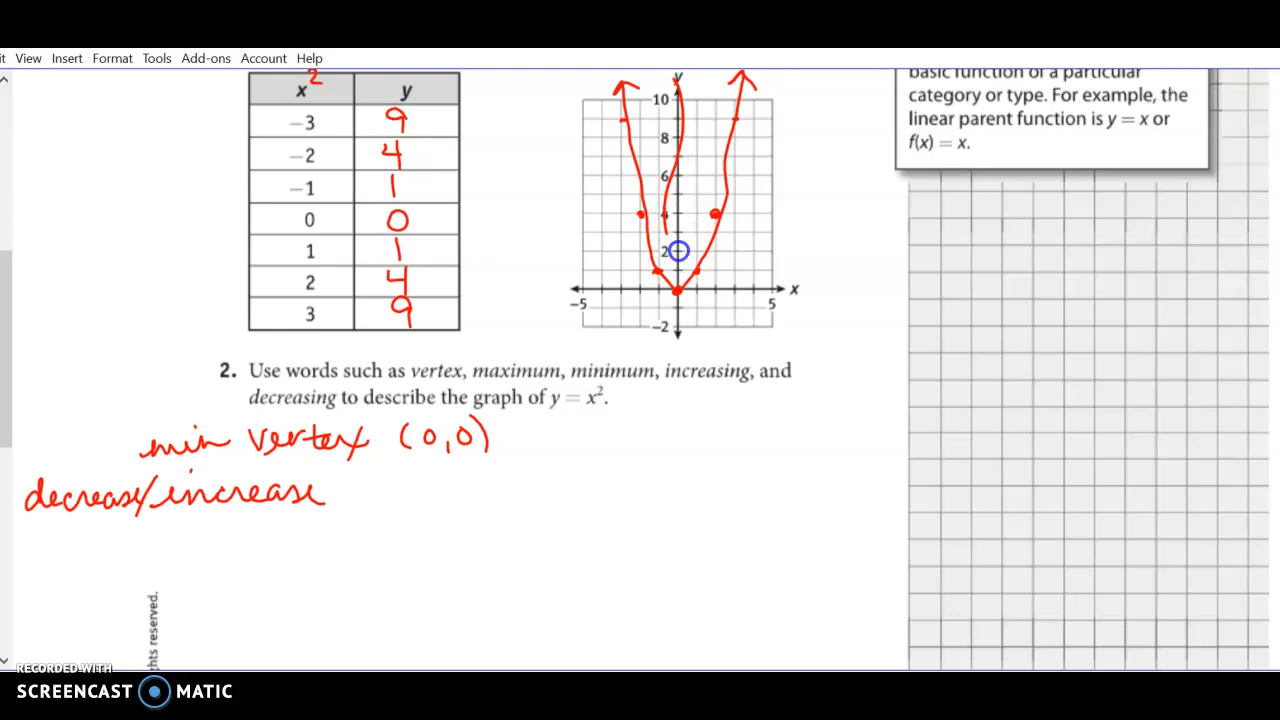 it View Insert Format Tools Add-ons Account Help
x2 y
-3 9
-2 4
-1 1
0 0
1 1
2 4
3 9
y
10
8
6
4
2
-5 5 x
-2
basic function of a particular
category or type. For example, the
linear parent function is y = x or
f(x) = x.
2. Use words such as vertex, maximum, minimum, increasing, and
decreasing to describe the graph of y = x².
min vertex (0,0)
decrease/increase
hts reserved.
RECORDED WITH
SCREENCAST MATIC